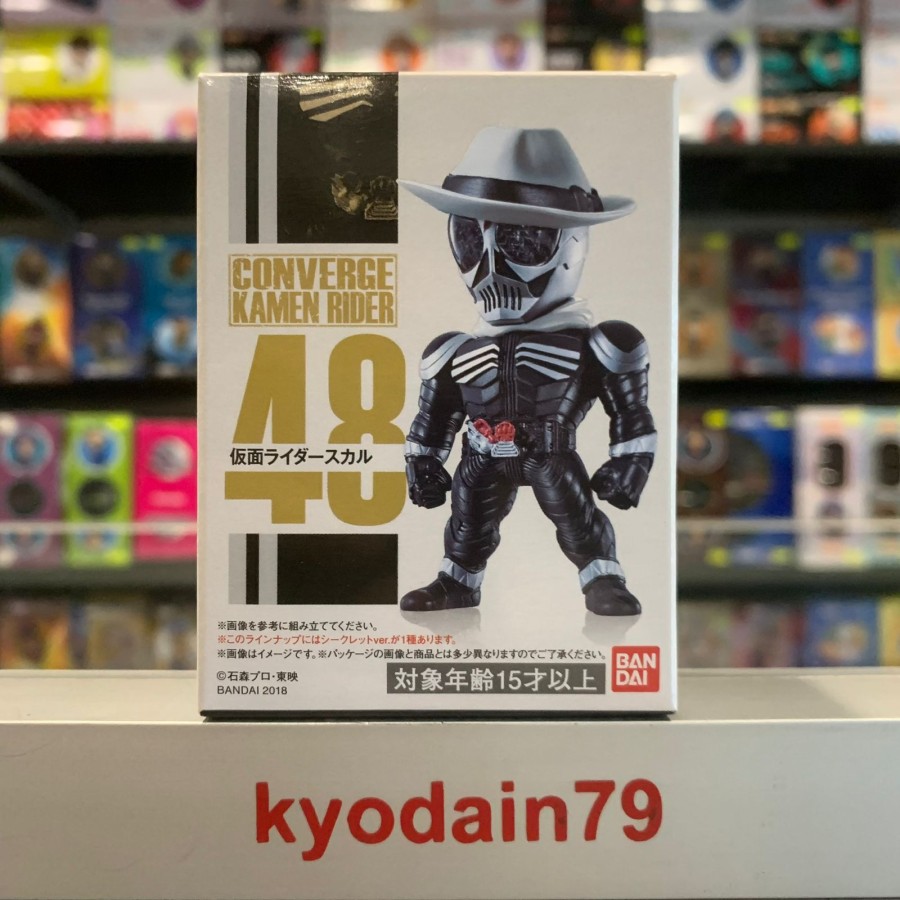 CONVERGE
KAMEN RIDER
48
仮面ライダースカル
※画像を参考に組み立ててください。
※このラインナップにはシークレットver.が1種あります。
※画像はイメージです。※パッケージの画像と商品とは多少異なりますのでご了承ください。
©石森プロ・東映
BANDAI 2018
対象年齢15才以上
BAN
DAI
kyodain79